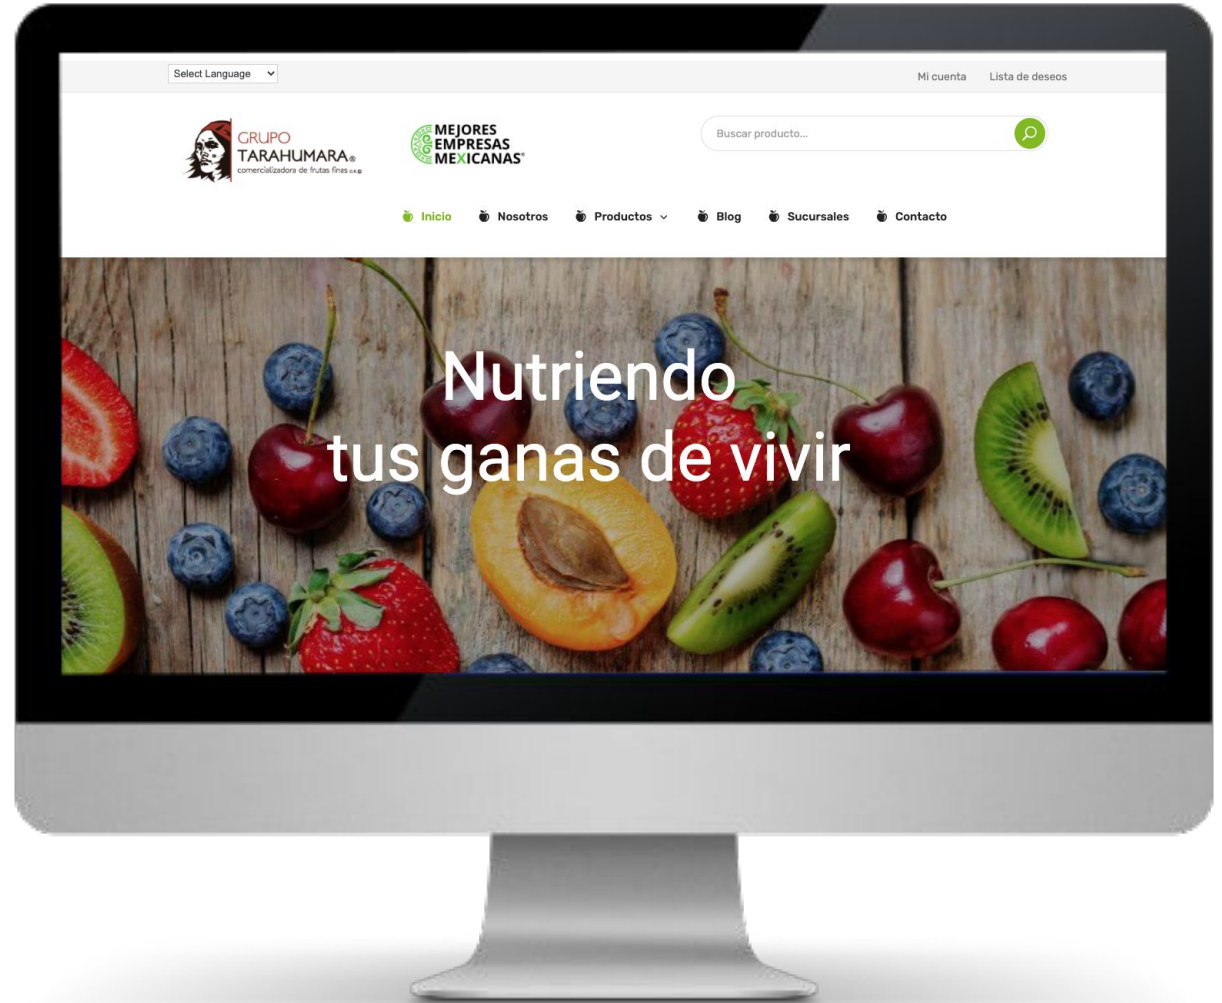 Select Language
Mi cuenta
Lista de deseos
GRUPO
TARAHUMARA®
comercializadora de frutas finas
MEJORES
EMPRESAS
MEXICANAS®
Buscar producto...
Inicio
Nosotros
Productos
Blog
Sucursales
Contacto
Nutriendo
tus ganas de vivir